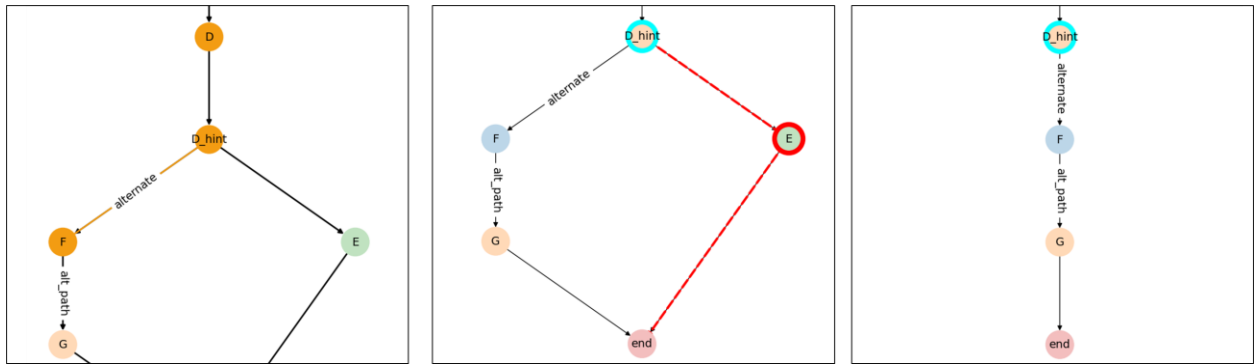 D
D_hint
alternate
F
E
alt_path
G
D_hint
alternate
F
E
alt_path
G
end
D_hint
alternate
F
alt_path
G
end